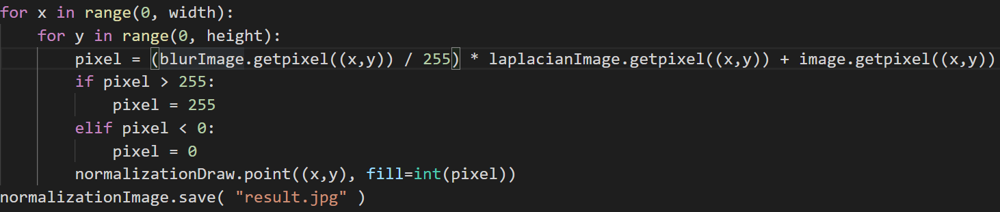 for x in range(0, width):
    for y in range(0, height):
        pixel = (blurImage.getpixel((x,y)) / 255) * laplacianImage.getpixel((x,y)) + image.getpixel((x,y))
        if pixel > 255:
            pixel = 255
        elif pixel < 0:
            pixel = 0
        normalizationDraw.point((x,y), fill=int(pixel))
normalizationImage.save( "result.jpg" )